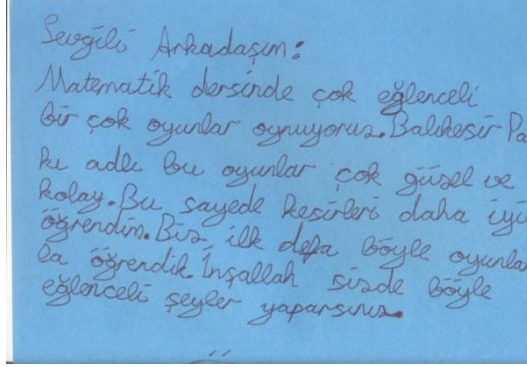 Sevgili Arkadaşım:
Matematik dersinde çok eğlenceli
bir çok oyunlar oynuyoruz. Balıkesir Pa
kı adlı bu oyunlar çok güzel ve
kolay. Bu sayede kesirleri daha iyi
öğrendim. Biz ilk defa böyle oyunlar
la öğrendik. İnşallah sizde böyle
eğlenceli şeyler yaparsınız.